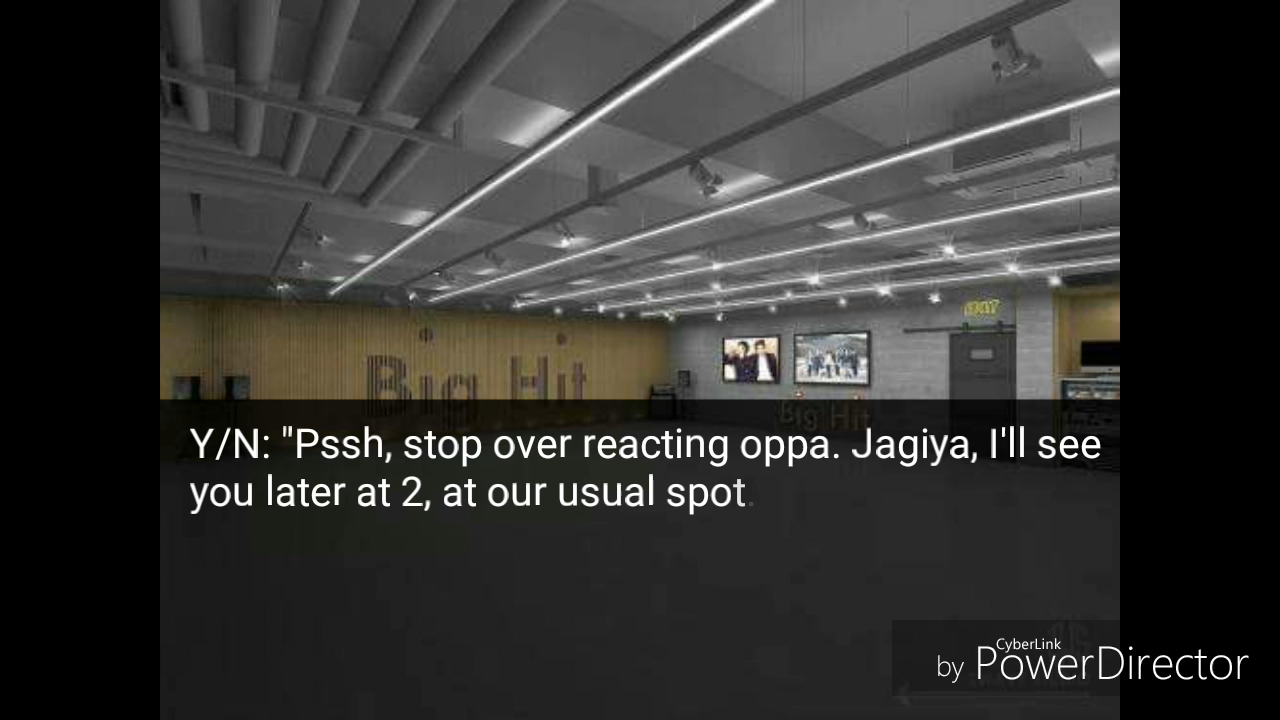 EXIT
Big Hit
Big Hit
Y/N: "Pssh, stop over reacting oppa. Jagiya, I'll see
you later at 2, at our usual spot.
CyberLink
by PowerDirector